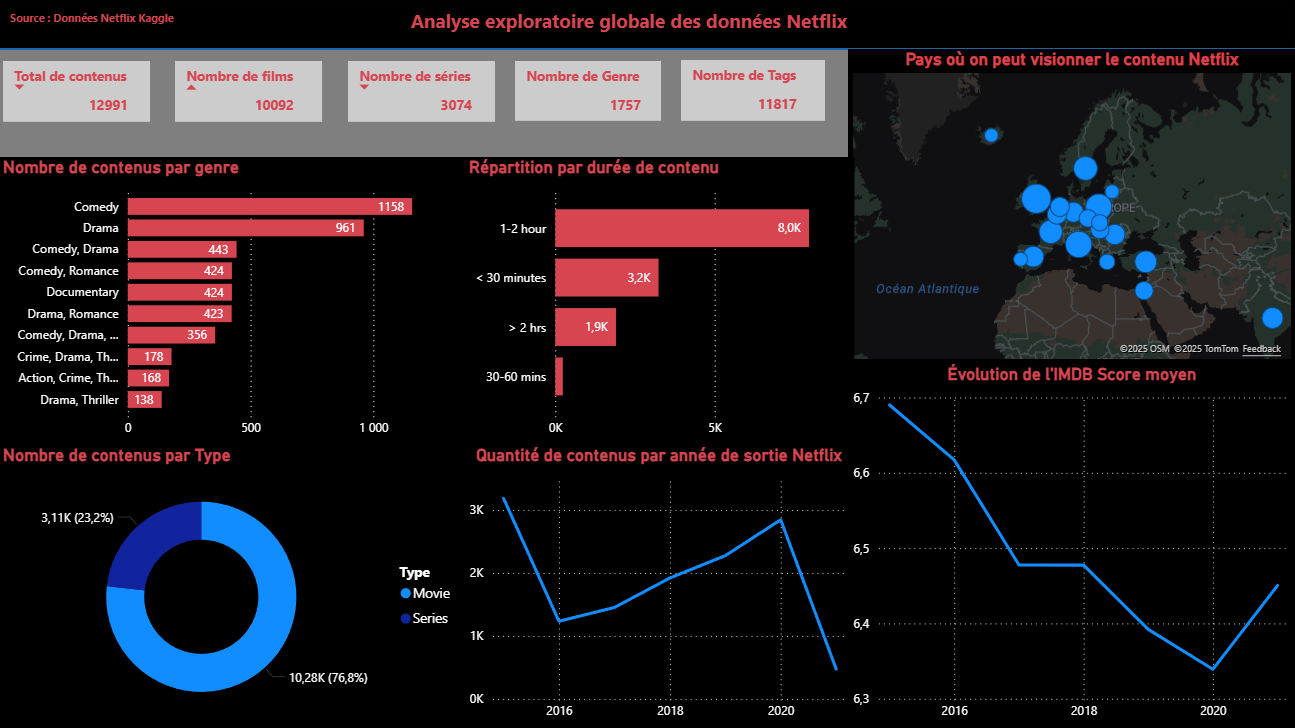 Source : Données Netflix Kaggle
Analyse exploratoire globale des données Netflix
Total de contenus
12991
Nombre de films
10092
Nombre de séries
3074
Nombre de Genre
1757
Nombre de Tags
11817
Pays où on peut visionner le contenu Netflix
OPE
Océan Atlantique
©2025 OSM ©2025 TomTom Feedback
Nombre de contenus par genre
Comedy 1158
Drama 961
Comedy, Drama 443
Comedy, Romance 424
Documentary 424
Drama, Romance 423
Comedy, Drama, ... 356
Crime, Drama, Th... 178
Action, Crime, Th... 168
Drama, Thriller 138
0 500 1 000
Répartition par durée de contenu
1-2 hour 8,0K
< 30 minutes 3,2K
> 2 hrs 1,9K
30-60 mins
0K 5K
Évolution de l'IMDB Score moyen
6,7
6,6
6,5
6,4
6,3
2016 2018 2020
Nombre de contenus par Type
3,11K (23,2%)
10,28K (76,8%)
Type
Movie
Series
Quantité de contenus par année de sortie Netflix
3K
2K
1K
0K
2016 2018 2020